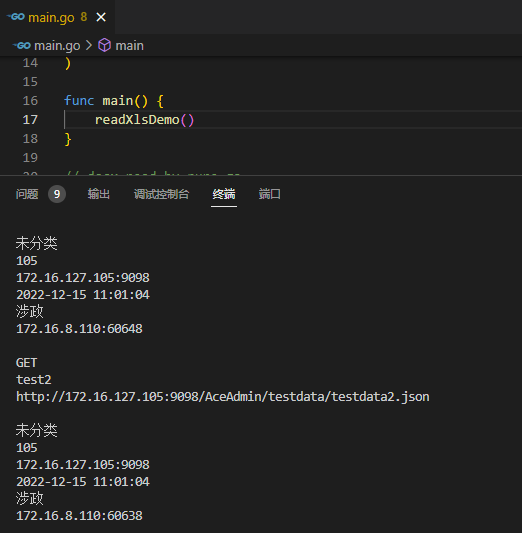 GO main.go 8 ×
GO main.go > main
14 )
15
16 func main() {
17 readXlsDemo()
18 }
19
问题 9 输出 调试控制台 终端 端口
未分类
105
172.16.127.105:9098
2022-12-15 11:01:04
涉政
172.16.8.110:60648
GET
test2
http://172.16.127.105:9098/AceAdmin/testdata/testdata2.json
未分类
105
172.16.127.105:9098
2022-12-15 11:01:04
涉政
172.16.8.110:60638